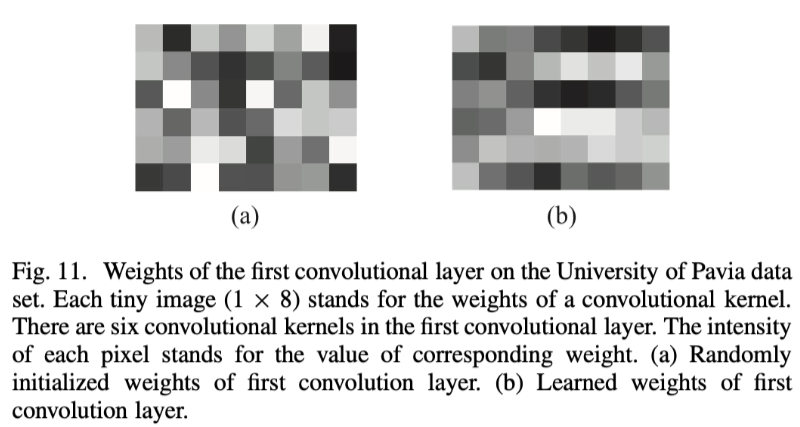 (a) (b)
Fig. 11. Weights of the first convolutional layer on the University of Pavia data
set. Each tiny image (1 × 8) stands for the weights of a convolutional kernel.
There are six convolutional kernels in the first convolutional layer. The intensity
of each pixel stands for the value of corresponding weight. (a) Randomly
initialized weights of first convolution layer. (b) Learned weights of first
convolution layer.